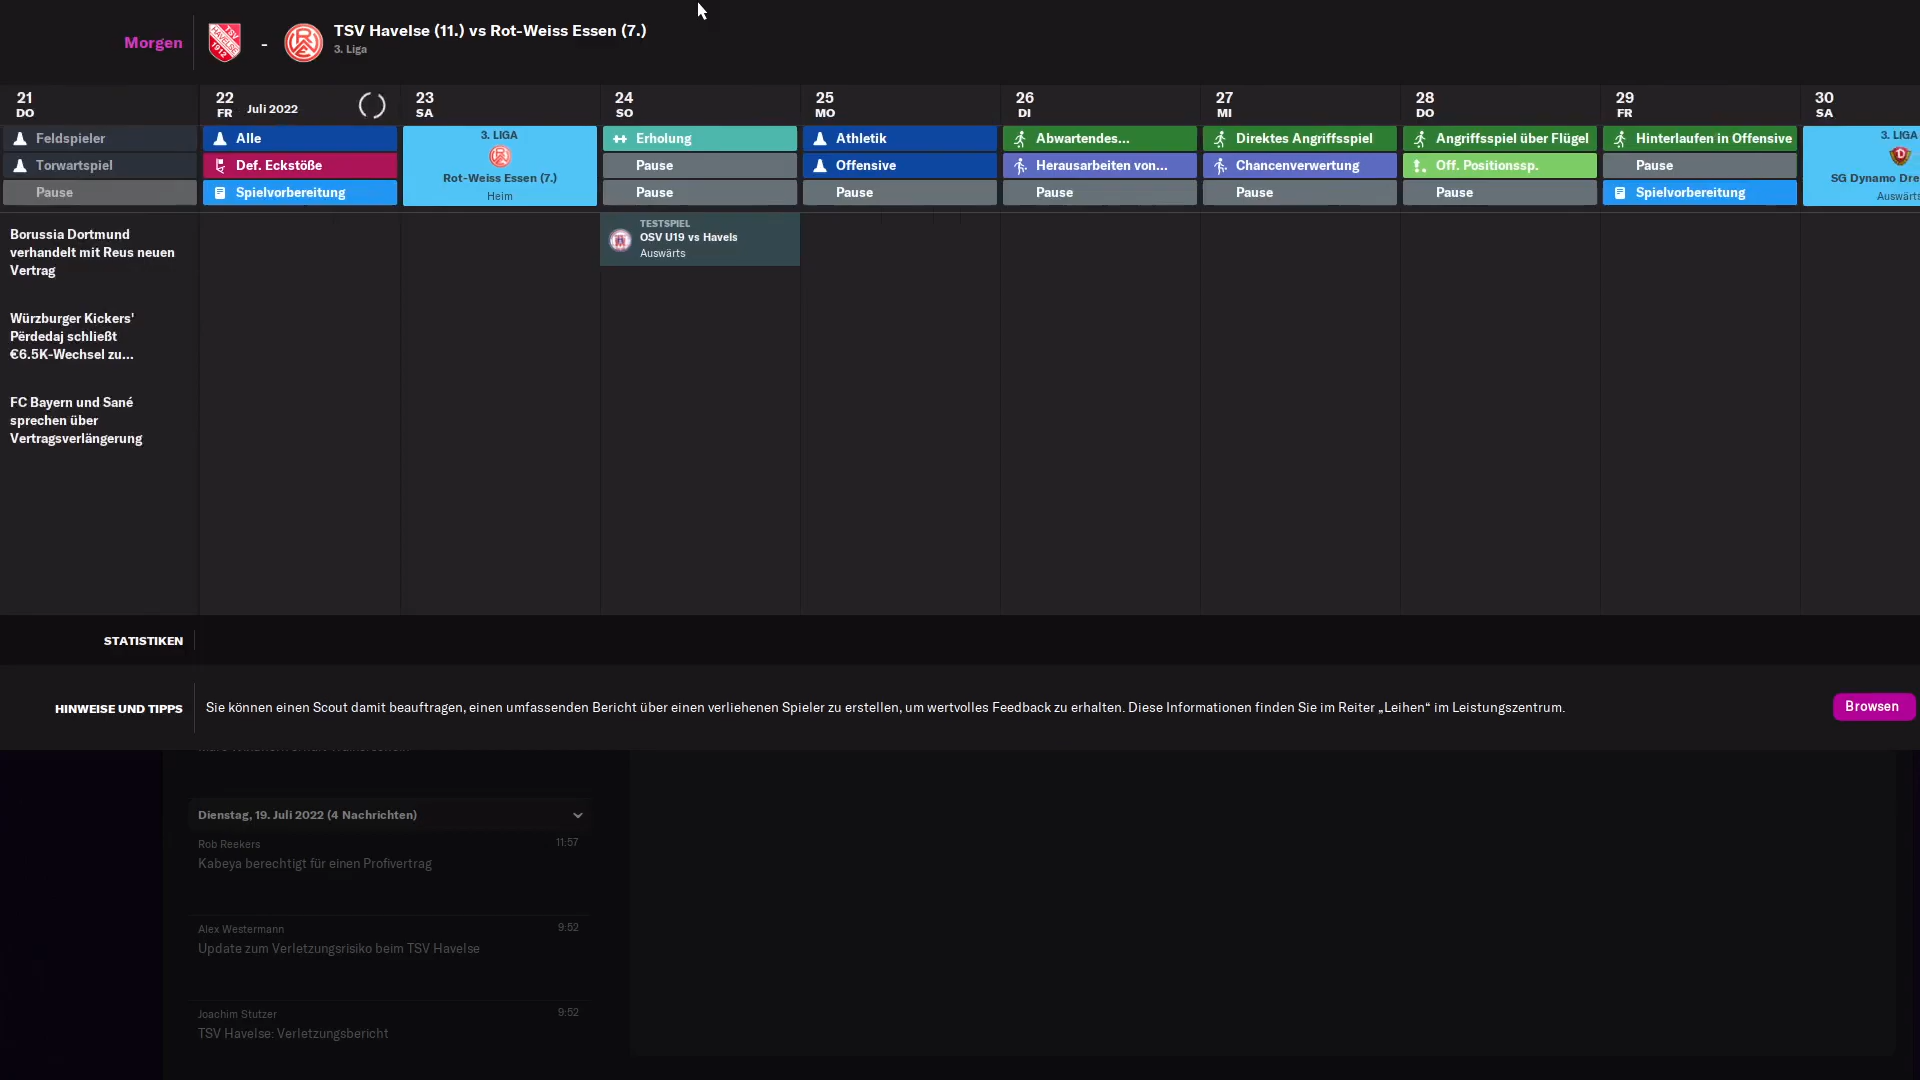 Morgen
TSV Havelse (11.) vs Rot-Weiss Essen (7.)
3. Liga
21
DO
22
FR
Juli 2022
23
SA
24
SO
25
MO
26
DI
27
MI
28
DO
29
FR
30
SA
Feldspieler
Torwartspiel
Pause
Alle
Def. Eckstöße
Spielvorbereitung
3. LIGA
Rot-Weiss Essen (7.)
Heim
Erholung
Pause
Pause
Athletik
Offensive
Pause
Abwartendes...
Herausarbeiten von...
Pause
Direktes Angriffsspiel
Chancenverwertung
Pause
Angriffsspiel über Flügel
Off. Positionssp.
Pause
Hinterlaufen in Offensive
Pause
Spielvorbereitung
3. LIGA
SG Dynamo Dre
Auswärts
TESTSPIEL
OSV U19 vs Havels
Auswärts
Borussia Dortmund
verhandelt mit Reus neuen
Vertrag
Würzburger Kickers'
Përdedaj schließt
€6.5K-Wechsel zu...
FC Bayern und Sané
sprechen über
Vertragsverlängerung
STATISTIKEN
HINWEISE UND TIPPS
Sie können einen Scout damit beauftragen, einen umfassenden Bericht über einen verliehenen Spieler zu erstellen, um wertvolles Feedback zu erhalten. Diese Informationen finden Sie im Reiter „Leihen“ im Leistungszentrum.
Browsen
Dienstag, 19. Juli 2022 (4 Nachrichten)
Rob Reekers
11:57
Kabeya berechtigt für einen Profivertrag
Alex Westermann
9:52
Update zum Verletzungsrisiko beim TSV Havelse
Joachim Stutzer
9:52
TSV Havelse: Verletzungsbericht